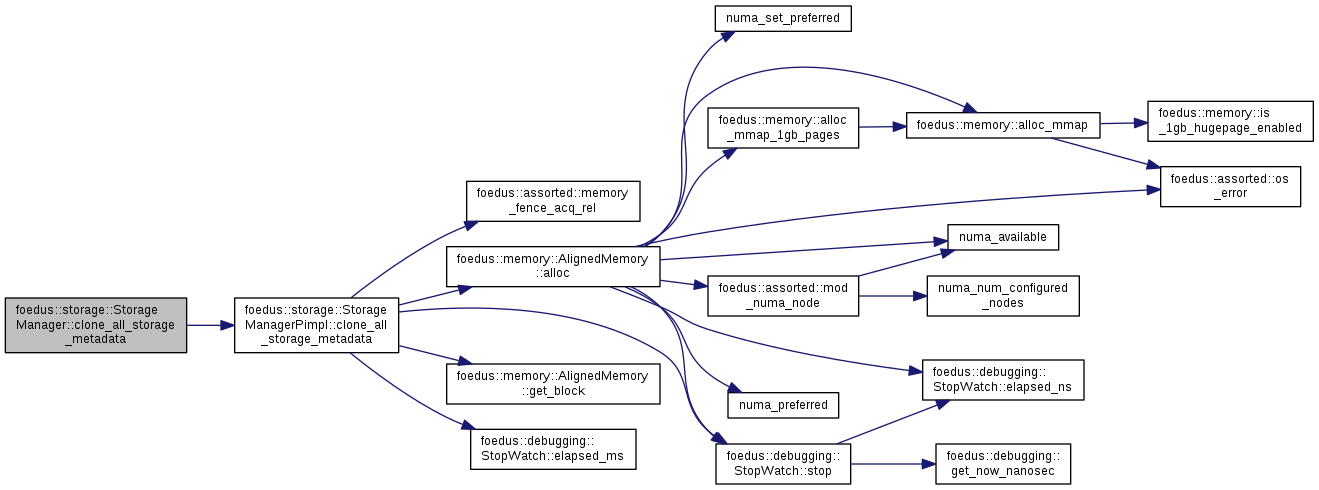 foedus::storage::Storage
Manager::clone_all_storage
_metadata
foedus::storage::Storage
ManagerPimpl::clone_all
_storage_metadata
foedus::assorted::memory
_fence_acq_rel
foedus::memory::AlignedMemory
::alloc
foedus::memory::AlignedMemory
::get_block
foedus::debugging::
StopWatch::elapsed_ms
numa_set_preferred
foedus::memory::alloc
_mmap_1gb_pages
foedus::assorted::mod
_numa_node
numa_preferred
foedus::debugging::
StopWatch::stop
foedus::memory::alloc_mmap
numa_available
numa_num_configured
_nodes
foedus::debugging::
StopWatch::elapsed_ns
foedus::debugging::
get_now_nanosec
foedus::memory::is
_1gb_hugepage_enabled
foedus::assorted::os
_error